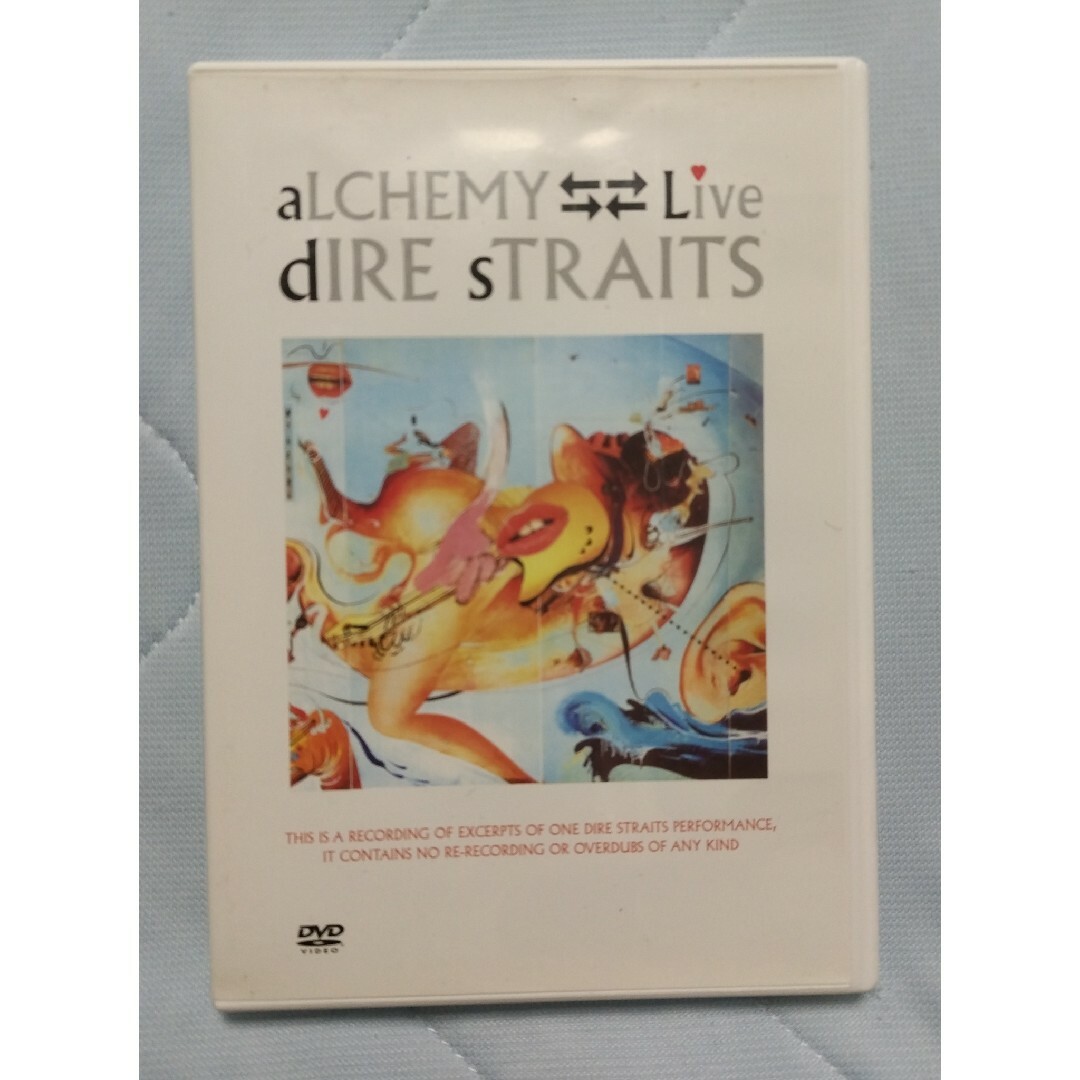 aLCHEMY Live
dIRE sTRAITS
THIS IS A RECORDING OF EXCERPTS OF ONE DIRE STRAITS PERFORMANCE,
IT CONTAINS NO RE-RECORDING OR OVERDUBS OF ANY KIND
DVD
VIDEO